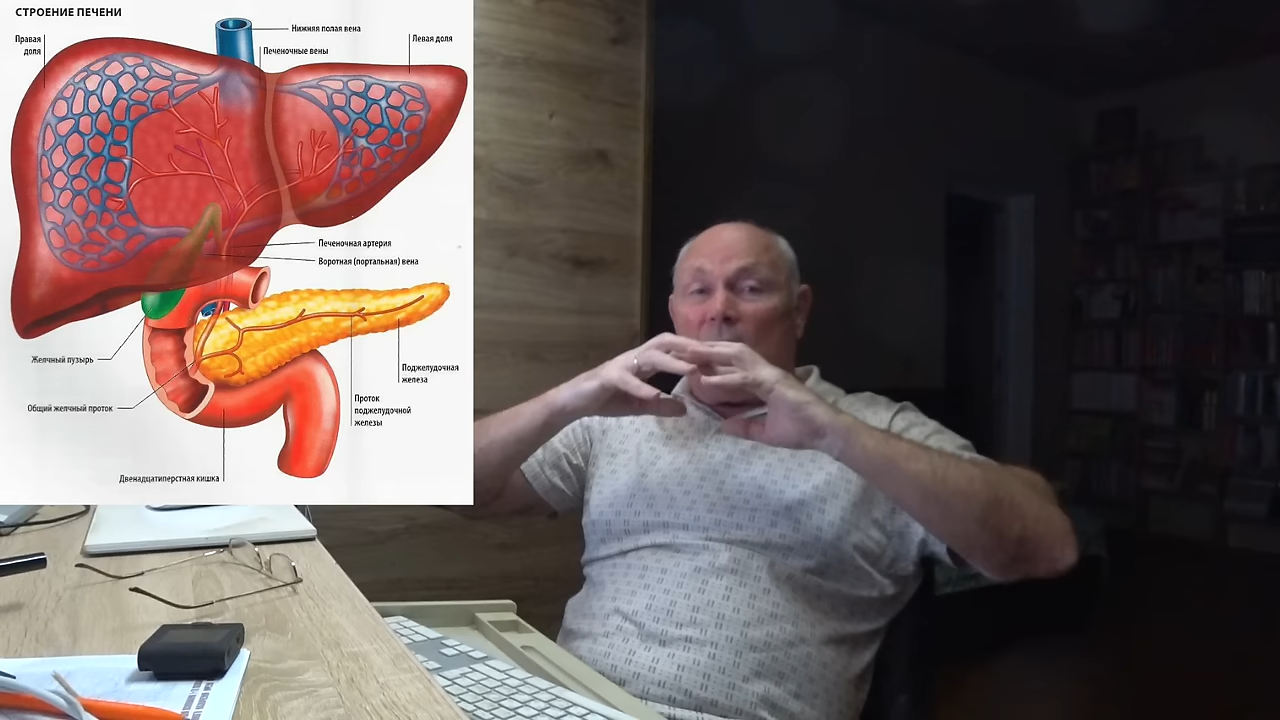 СТРОЕНИЕ ПЕЧЕНИ
Нижняя полая вена
Правая
доля
Левая доля
Печеночные вены
Печеночная артерия
Воротная (портальная) вена
Желчный пузырь
Поджелудочная
железа
Общий желчный проток
Проток
поджелудочной
железы
Двенадцатиперстная кишка